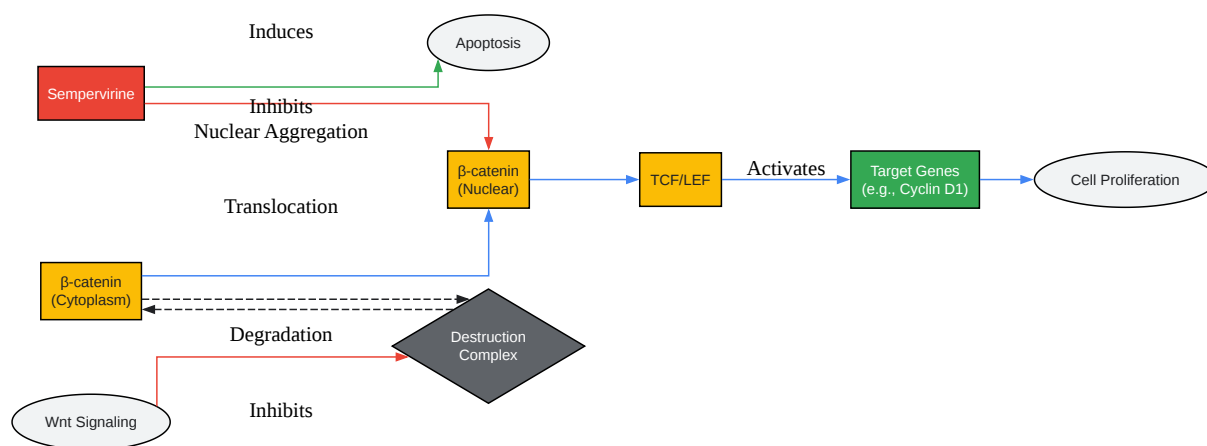 Induces
Apoptosis
Sempervirine
Inhibits
Nuclear Aggregation
β-catenin
(Nuclear)
TCF/LEF
Activates
Target Genes
(e.g., Cyclin D1)
Cell Proliferation
Translocation
β-catenin
(Cytoplasm)
Degradation
Destruction
Complex
Inhibits
Wnt Signaling